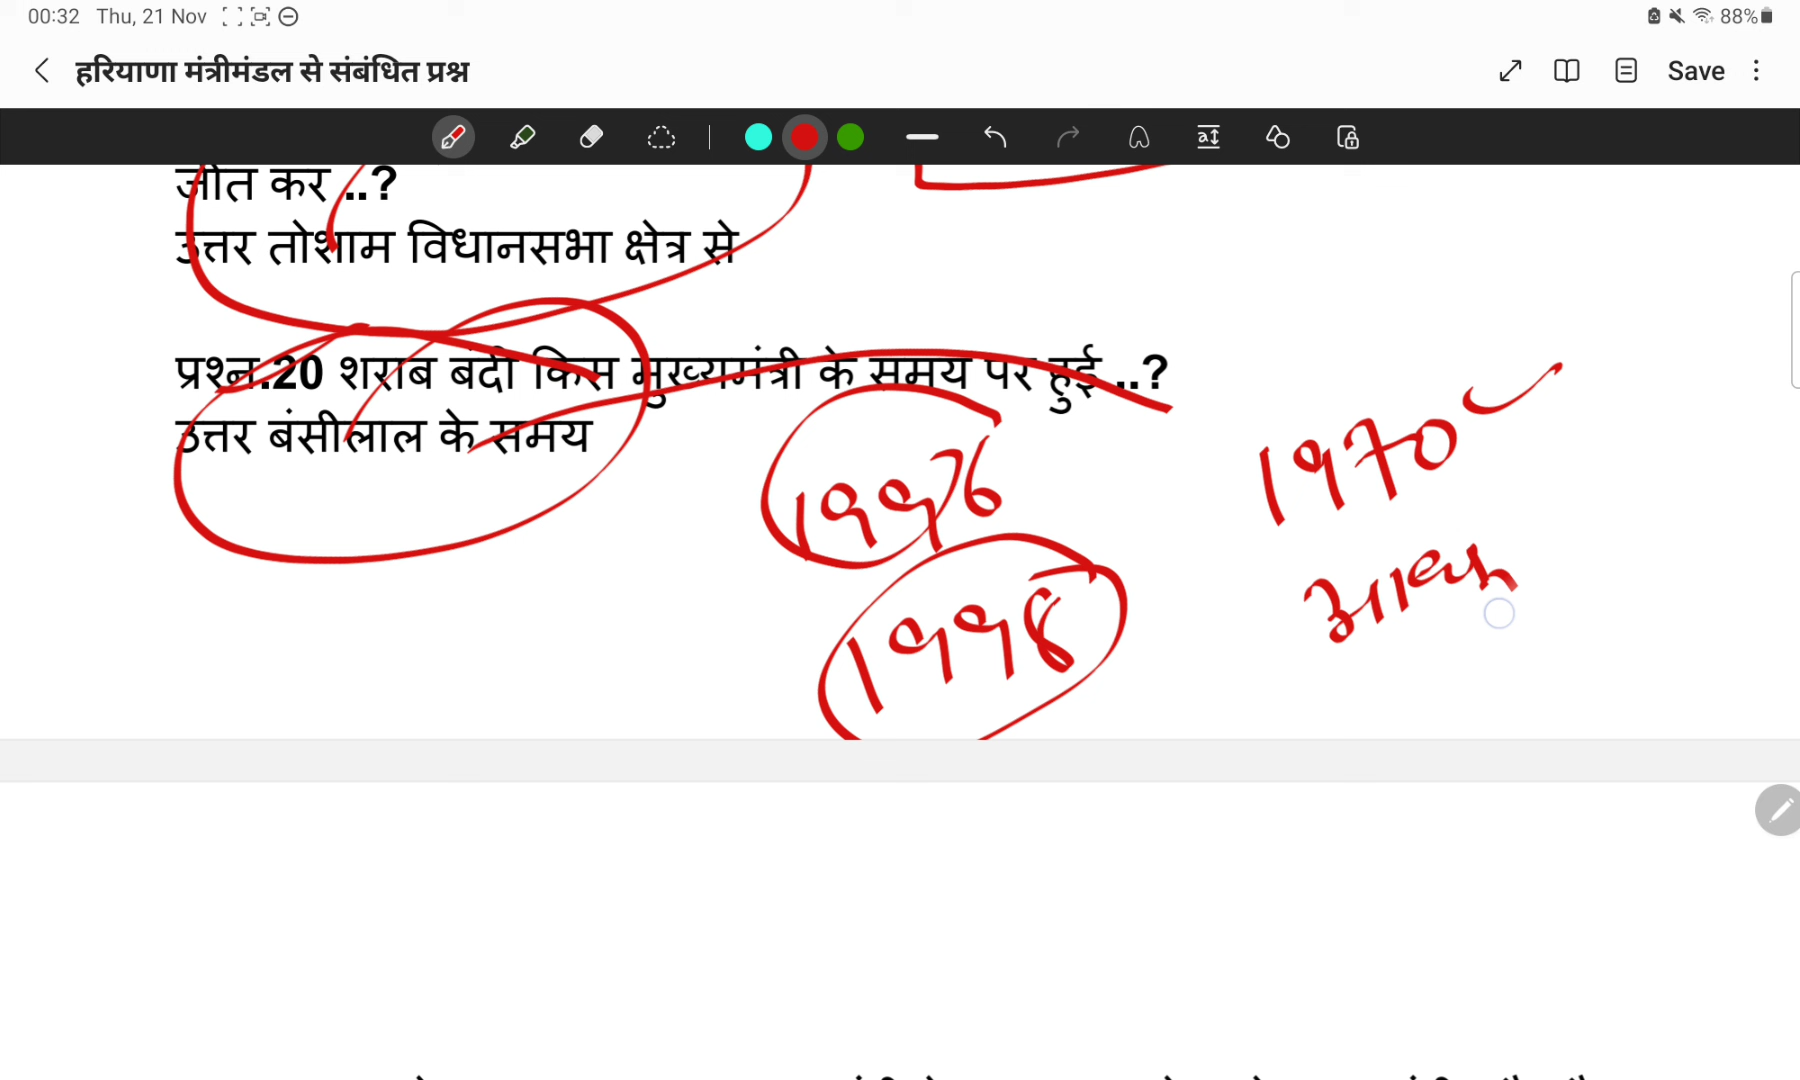 00:32 Thu, 21 Nov 88%
हरियाणा मंत्रीमंडल से संबंधित प्रश्न Save
जीत कर ..?
उत्तर तोशाम विधानसभा क्षेत्र से
प्रश्न.20 शराब बंदी किस मुख्यमंत्री के समय पर हुई ..?
उत्तर बंसीलाल के समय
1996
1970
1998